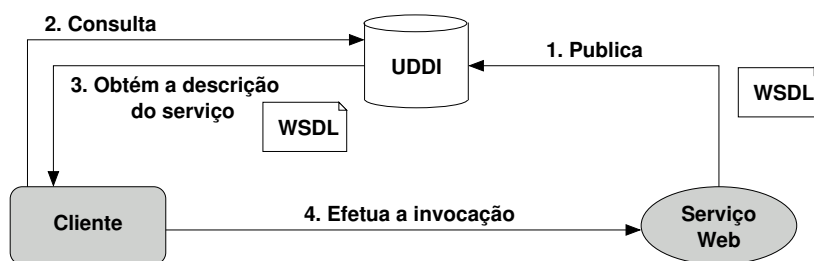 2. Consulta
1. Publica
UDDI
3. Obtém a descrição
do serviço
WSDL
WSDL
Cliente
4. Efetua a invocação
Serviço
Web